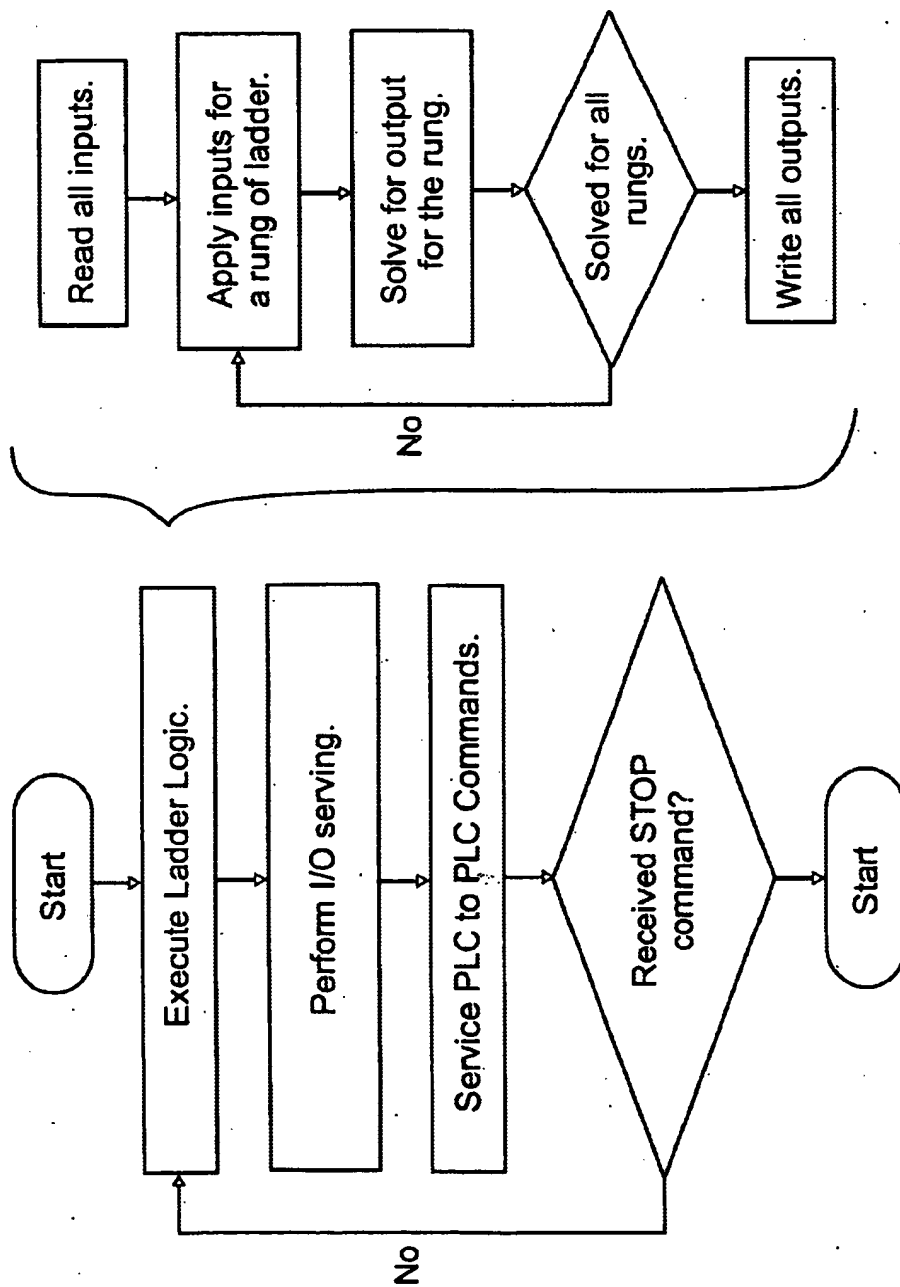 Start
Execute Ladder Logic.
Perform I/O serving.
Service PLC to PLC Commands.
Received STOP
command?
No
Start
Read all inputs.
Apply inputs for
a rung of ladder.
Solve for output
for the rung.
Solved for all
rungs.
No
Write all outputs.